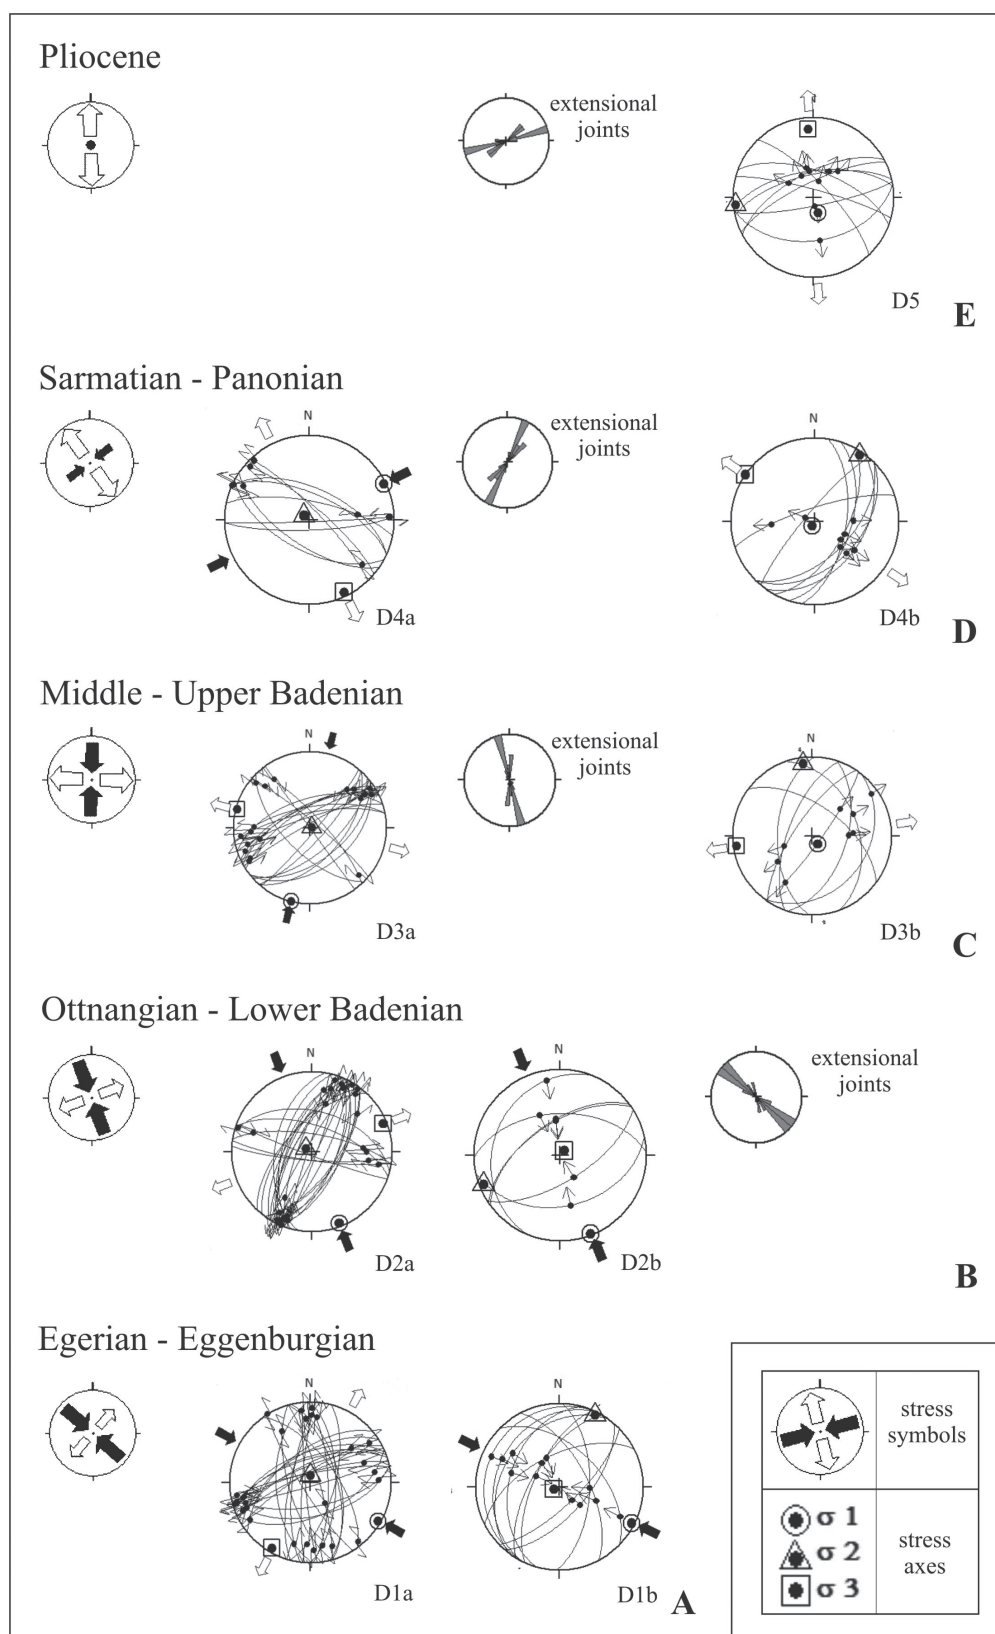 Pliocene
extensional
joints
D5
E
Sarmatian - Panonian
N
extensional
joints
N
D4a
D4b
D
Middle - Upper Badenian
N
extensional
joints
N
D3a
D3b
C
Ottnangian - Lower Badenian
N
N
extensional
joints
D2a
D2b
B
Egerian - Eggenburgian
N
N
D1a
D1b
A
stress
symbols
σ 1
σ 2
σ 3
stress
axes